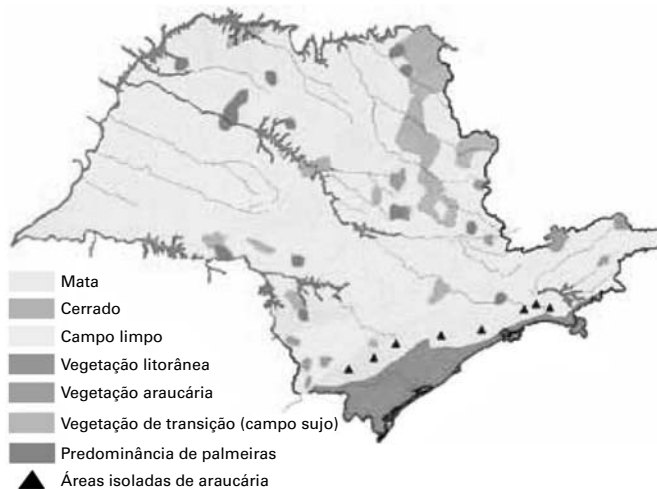 Mata
Cerrado
Campo limpo
Vegetação litorânea
Vegetação araucária
Vegetação de transição (campo sujo)
Predominância de palmeiras
Áreas isoladas de araucária